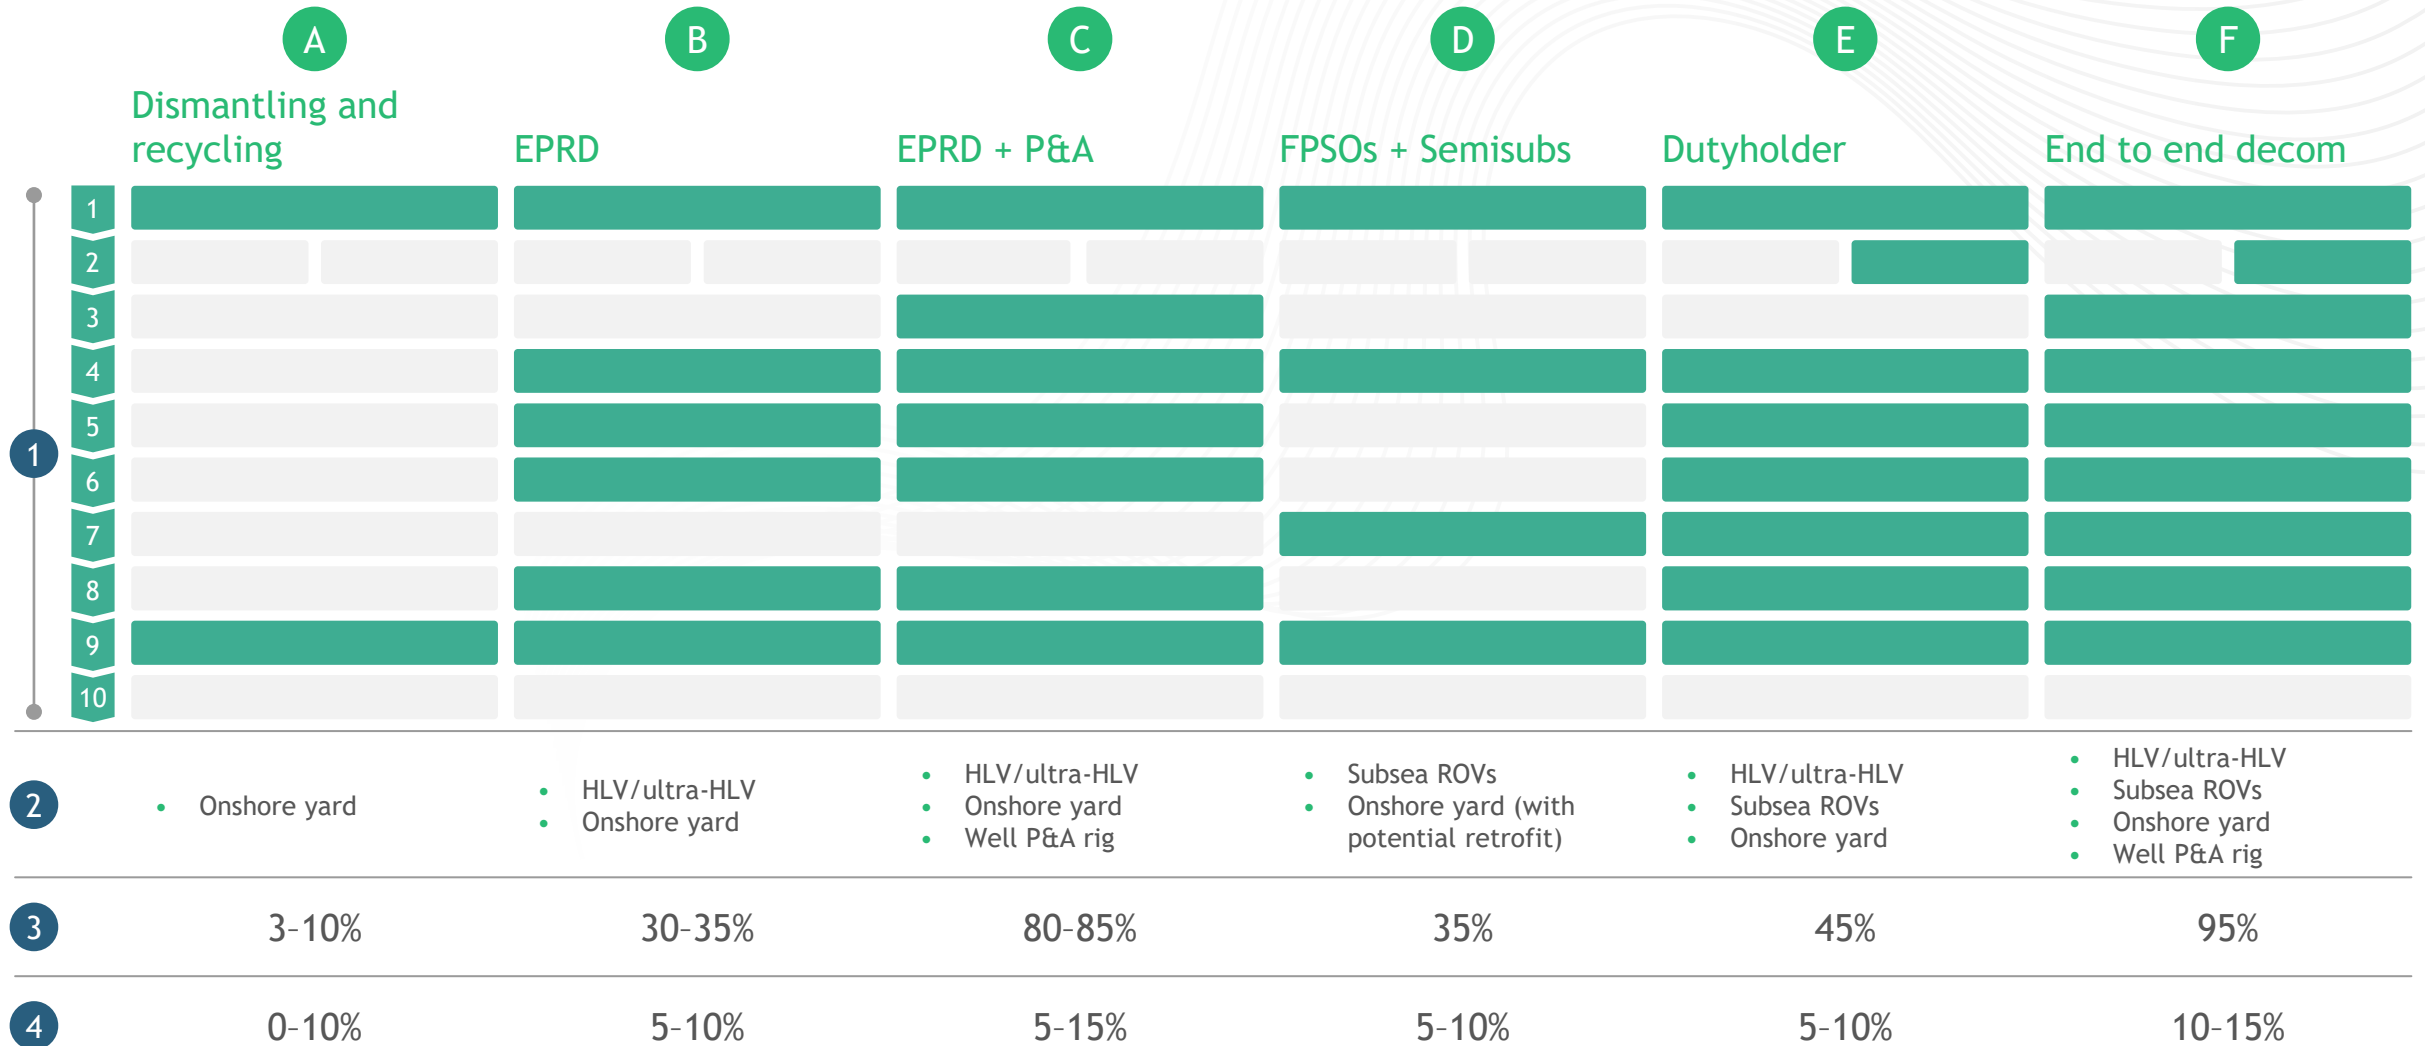 A
B
C
D
E
F
Dismantling and
recycling
EPRD
EPRD + P&A
FPSOs + Semisubs
Dutyholder
End to end decom
1
1
2
3
4
5
6
7
8
9
10
2
• Onshore yard
• HLV/ultra-HLV
• Onshore yard
• HLV/ultra-HLV
• Onshore yard
• Well P&A rig
• Subsea ROVs
• Onshore yard (with
potential retrofit)
• HLV/ultra-HLV
• Subsea ROVs
• Onshore yard
• HLV/ultra-HLV
• Subsea ROVs
• Onshore yard
• Well P&A rig
3
3-10%
30-35%
80-85%
35%
45%
95%
4
0-10%
5-10%
5-15%
5-10%
5-10%
10-15%